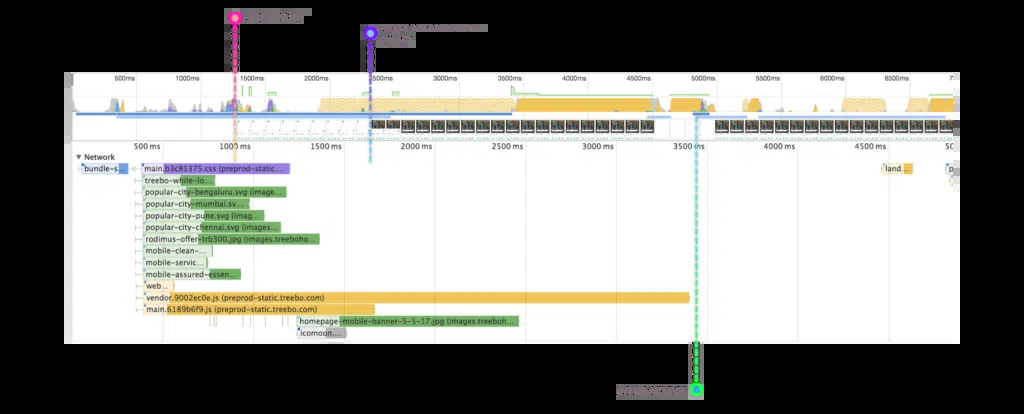 500ms 1000ms 1500ms 2000ms 2500ms 3000ms 3500ms 4000ms 4500ms 5000ms 5500ms 6000ms 6500ms
500 ms 1000 ms 1500 ms 2000 ms 2500 ms 3000 ms 3500 ms 4000 ms 4500 ms
▼ Network
bundle-s... main.b3c81375.css (preprod-static.... land...
treebo-white-lo...
popular-city-bengaluru.svg (image...
popular-city-mumbai.sv...
popular-city-pune.svg (imag...
popular-city-chennai.svg (images...
rodimus-offer-trb300.jpg (images.treeboho...
mobile-clean-...
mobile-servic...
mobile-assured-essen...
web...
vendor.9002ec0e.js (preprod-static.treebo.com)
main.6189b6f9.js (preprod-static.treebo.com)
homepage-mobile-banner-5-5-17.jpg (images.treeboh...
icomoon....